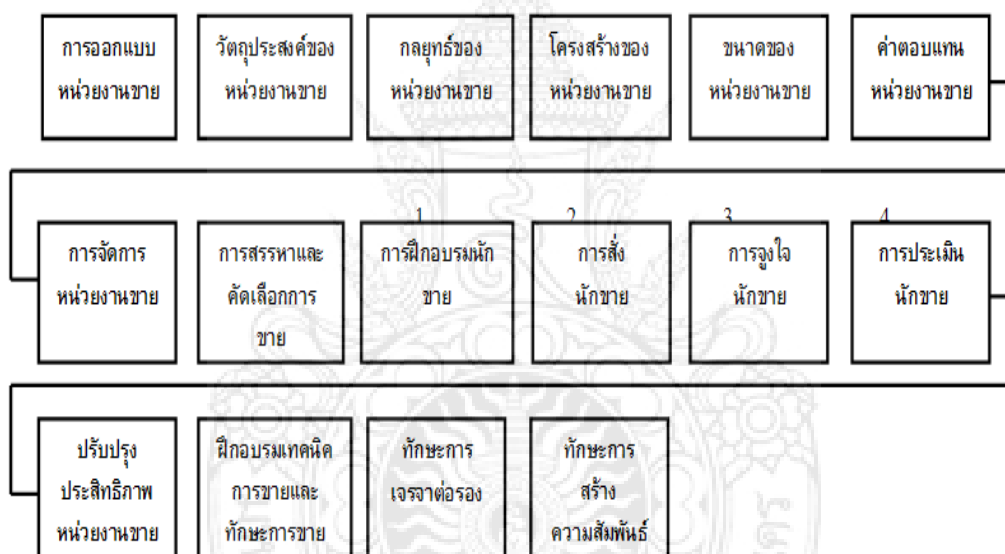 การออกแบบ
หน่วยงานขาย
วัตถุประสงค์ของ
หน่วยงานขาย
กลยุทธ์ของ
หน่วยงานขาย
โครงสร้างของ
หน่วยงานขาย
ขนาดของ
หน่วยงานขาย
ค่าตอบแทน
หน่วยงานขาย
1
2
3
4
การจัดการ
หน่วยงานขาย
การสรรหาและ
คัดเลือกการ
ขาย
การฝึกอบรมนัก
ขาย
การสั่ง
นักขาย
การจูงใจ
นักขาย
การประเมิน
นักขาย
ปรับปรุง
ประสิทธิภาพ
หน่วยงานขาย
ฝึกอบรมเทคนิค
การขายและ
ทักษะการขาย
ทักษะการ
เจรจาต่อรอง
ทักษะการ
สร้าง
ความสัมพันธ์